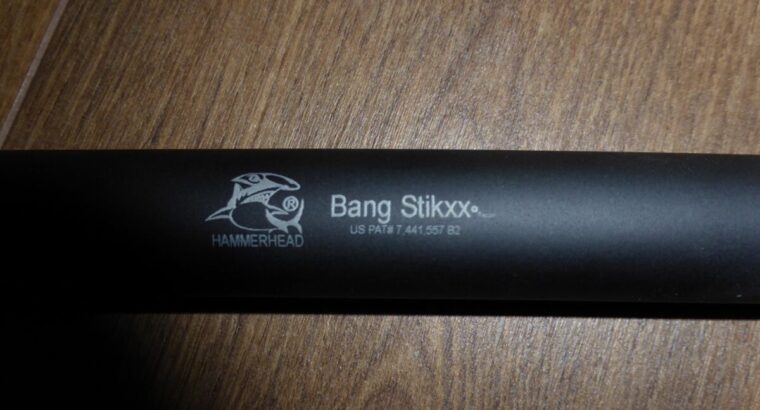 ®
HAMMERHEAD
Bang Stikxx®
US PAT# 7,441,557 B2